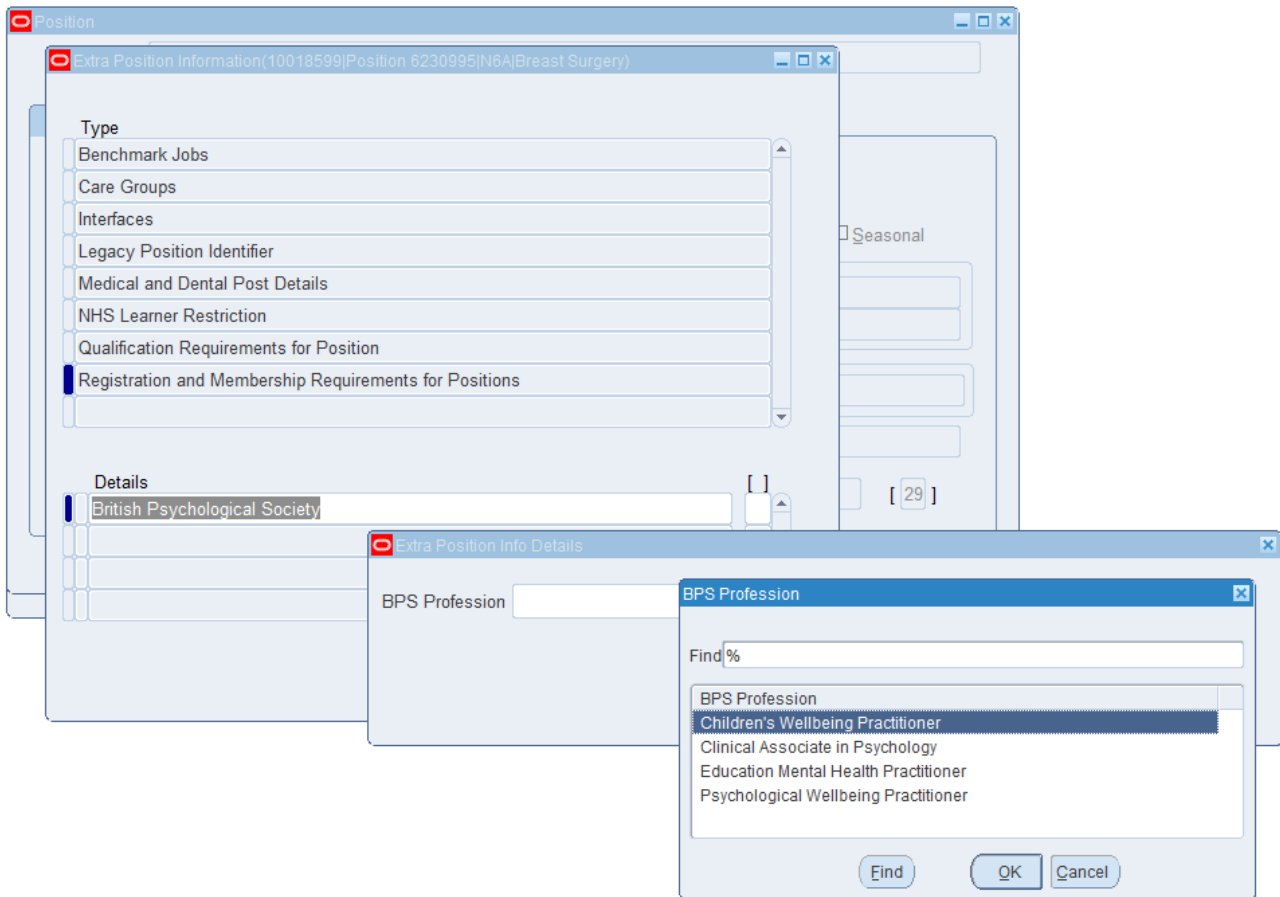 Position
Extra Position Information(10018599|Position 6230995|N6A|Breast Surgery)
Type
Benchmark Jobs
Care Groups
Interfaces
Legacy Position Identifier
Medical and Dental Post Details
NHS Learner Restriction
Qualification Requirements for Position
Registration and Membership Requirements for Positions
Seasonal
Details [ ]
British Psychological Society
[ 29 ]
Extra Position Info Details
BPS Profession
BPS Profession
Find %
BPS Profession
Children's Wellbeing Practitioner
Clinical Associate in Psychology
Education Mental Health Practitioner
Psychological Wellbeing Practitioner
Find OK Cancel